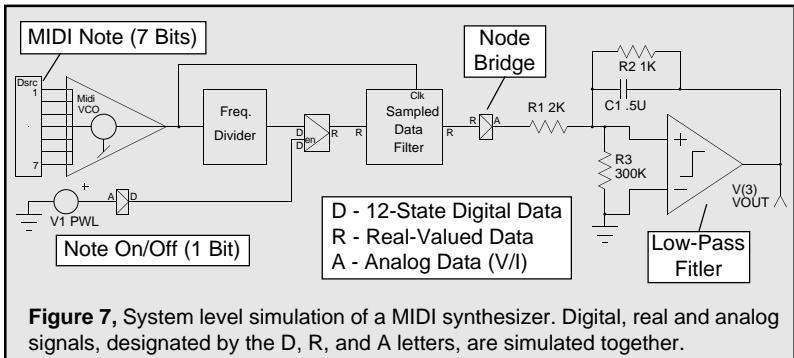 MIDI Note (7 Bits)
Node
Bridge
Dsrc
1
7
Midi
VCO
Freq.
Divider
D
D
en
R
R
Clk
Sampled
Data
Filter
R
R
A
R1 2K
R2 1K
C1 .5U
R3
300K
V(3)
VOUT
+
A
D
V1 PWL
Note On/Off (1 Bit)
D - 12-State Digital Data
R - Real-Valued Data
A - Analog Data (V/I)
Low-Pass
Fitler
Figure 7, System level simulation of a MIDI synthesizer. Digital, real and analog
signals, designated by the D, R, and A letters, are simulated together.